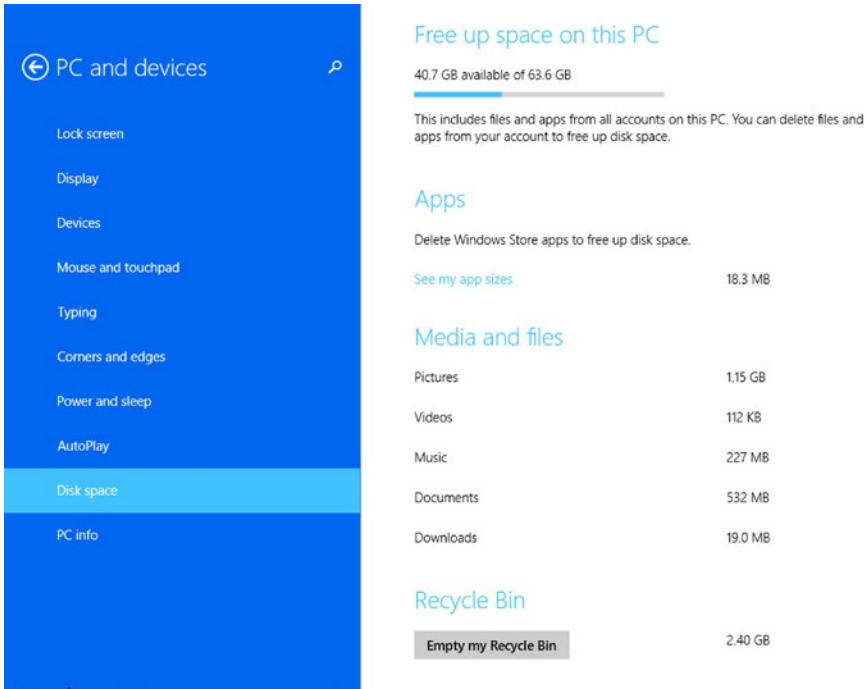 PC and devices
Lock screen
Display
Devices
Mouse and touchpad
Typing
Corners and edges
Power and sleep
AutoPlay
Disk space
PC info
Free up space on this PC
40.7 GB available of 63.6 GB
This includes files and apps from all accounts on this PC. You can delete files and
apps from your account to free up disk space.
Apps
Delete Windows Store apps to free up disk space.
See my app sizes 18.3 MB
Media and files
Pictures 1.15 GB
Videos 112 KB
Music 227 MB
Documents 532 MB
Downloads 19.0 MB
Recycle Bin
Empty my Recycle Bin 2.40 GB